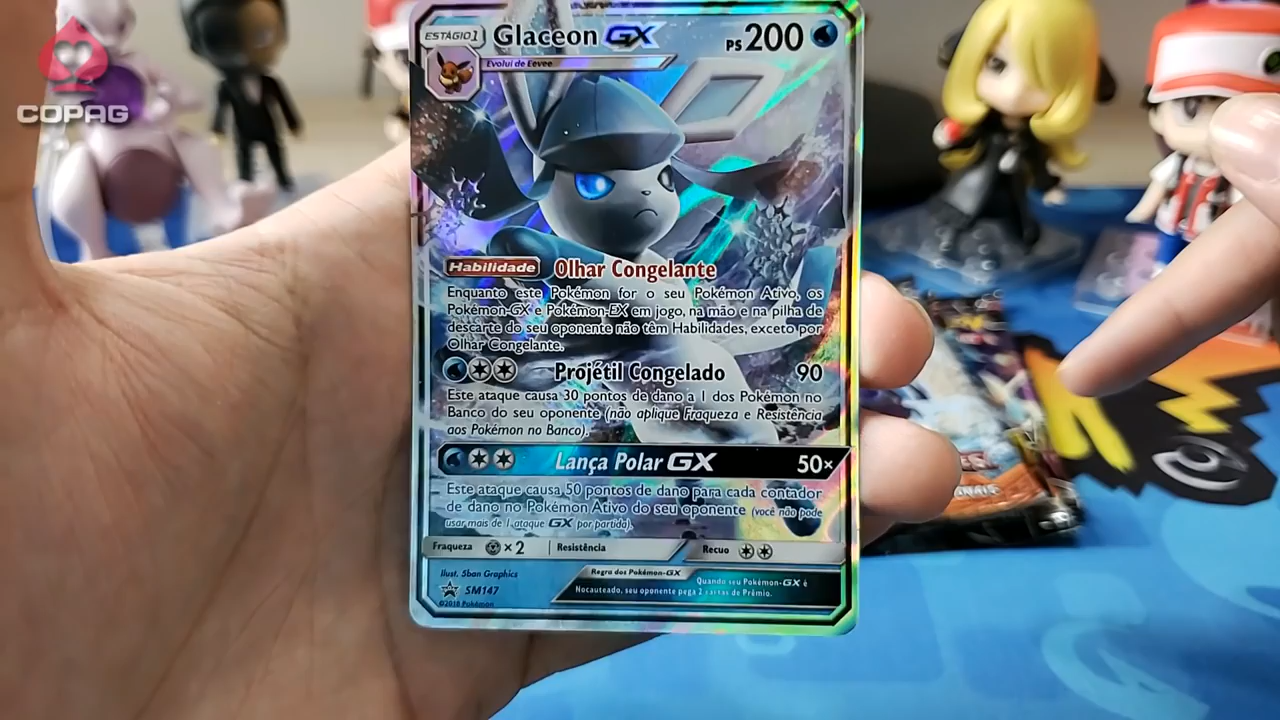 COPAG
ESTÁGIO1 Glaceon GX PS200
Evolui de Eevee
Habilidade Olhar Congelante
Enquanto este Pokémon for o seu Pokémon Ativo, os
Pokémon-GX e Pokémon-EX em jogo, na mão e na pilha de
descarte do seu oponente não têm Habilidades, exceto por
Olhar Congelante.
Projétil Congelado 90
Este ataque causa 30 pontos de dano a 1 dos Pokémon no
Banco do seu oponente (não aplique Fraqueza e Resistência
aos Pokémon no Banco).
Lança Polar GX 50×
Este ataque causa 50 pontos de dano para cada contador
de dano no Pokémon Ativo do seu oponente (você não pode
usar mais de 1 ataque GX por partida).
Fraqueza ×2 Resistência Recuo
Ilust. 5ban Graphics
SM147
©2018 Pokémon
Regra dos Pokémon-GX
Quando seu Pokémon-GX é
Nocauteado, seu oponente pega 2 cartas de Prêmio.